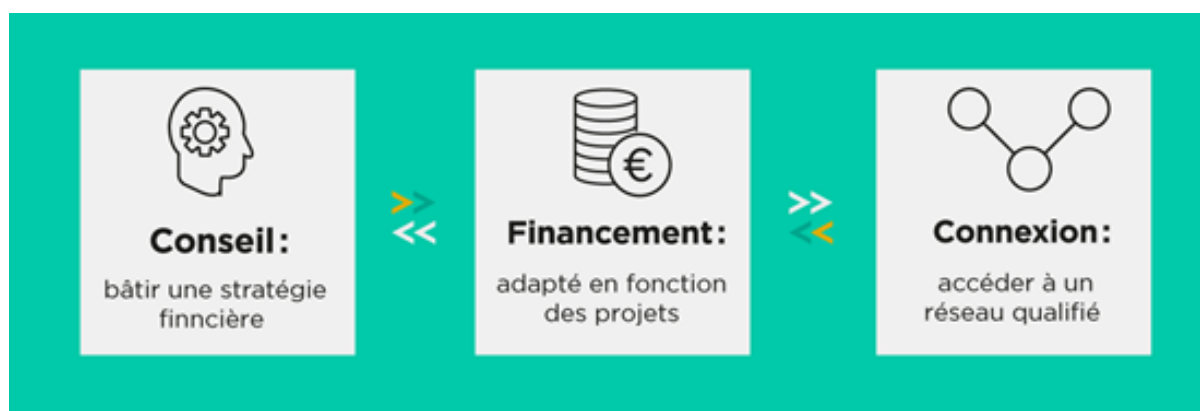 Conseil:
bâtir une stratégie
finncière
€
Financement:
adapté en fonction
des projets
Connexion:
accéder à un
réseau qualifié